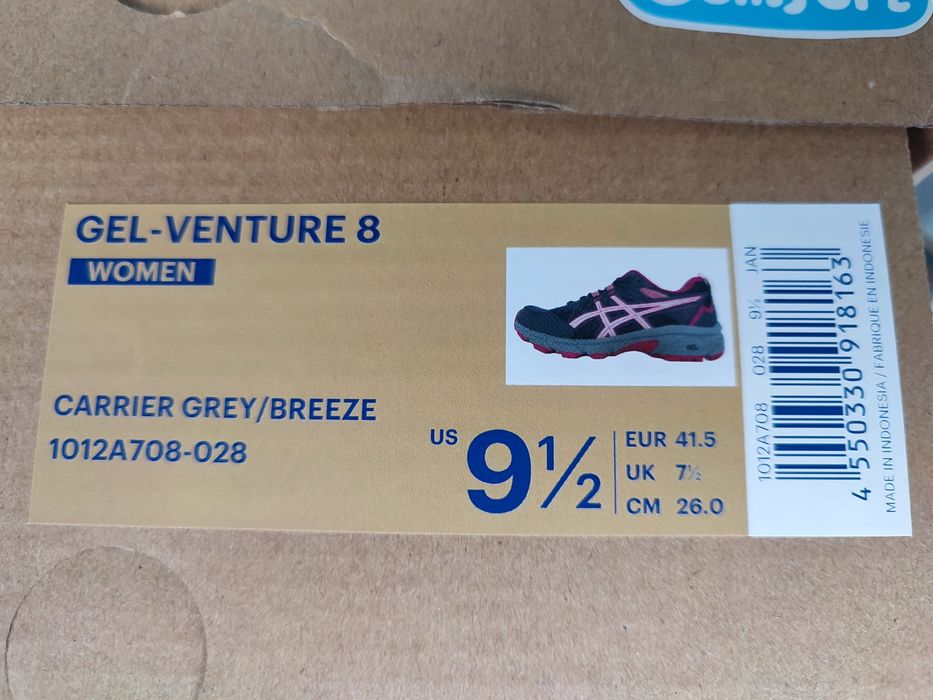 GEL-VENTURE 8
WOMEN
CARRIER GREY/BREEZE
1012A708-028
US 9½
EUR 41.5
UK 7½
CM 26.0
1012A708 028 9½ JAN
4 550330 918163
MADE IN INDONESIA / FABRIQUE EN INDONESIE
GEL